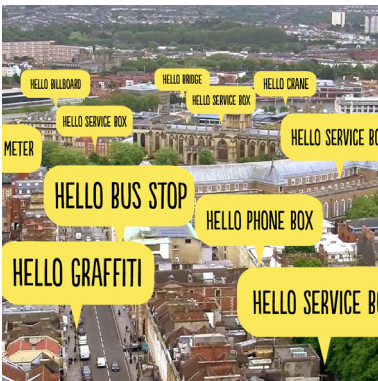 HELLO BILLBOARD
HELLO BRIDGE
HELLO CRANE
HELLO SERVICE BOX
HELLO SERVICE BOX
HELLO SERVICE BO
METER
HELLO BUS STOP
HELLO PHONE BOX
HELLO GRAFFITI
HELLO SERVICE B